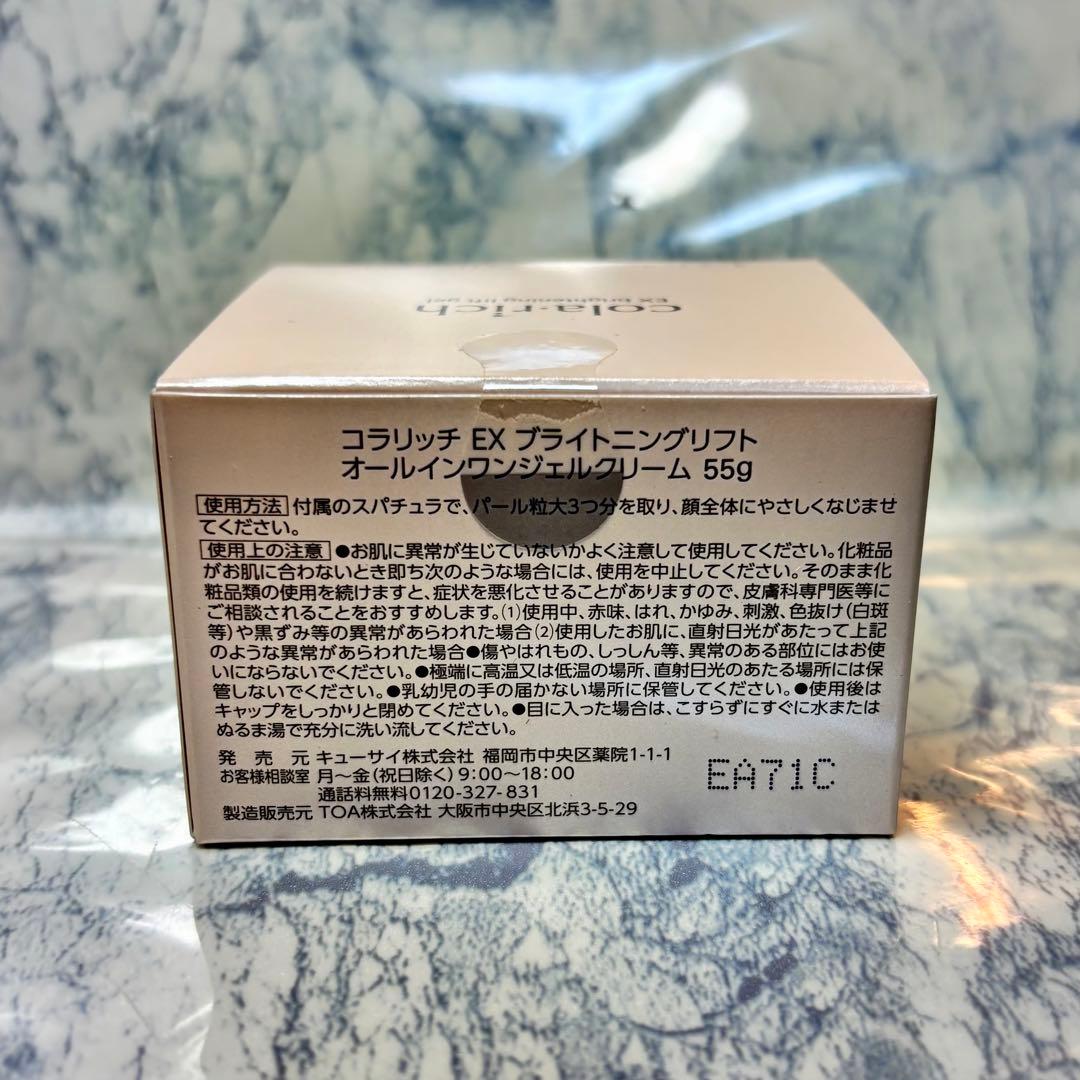 cola·rich
EX brightening lift gel
コラリッチ EX ブライトニングリフト
オールインワンジェルクリーム 55g
使用方法 付属のスパチュラで、パール粒大3つ分を取り、顔全体にやさしくなじませ
てください。
使用上の注意 ●お肌に異常が生じていないかよく注意して使用してください。化粧品
がお肌に合わないとき即ち次のような場合には、使用を中止してください。そのまま化
粧品類の使用を続けますと、症状を悪化させることがありますので、皮膚科専門医等に
ご相談されることをおすすめします。(1)使用中、赤味、はれ、かゆみ、刺激、色抜け(白斑
等)や黒ずみ等の異常があらわれた場合(2)使用したお肌に、直射日光があたって上記
のような異常があらわれた場合●傷やはれもの、しっしん等、異常のある部位にはお使
いにならないでください。●極端に高温又は低温の場所、直射日光のあたる場所には保
管しないでください。●乳幼児の手の届かない場所に保管してください。●使用後は
キャップをしっかりと閉めてください。●目に入った場合は、こすらずにすぐに水または
ぬるま湯で充分に洗い流してください。
発売元 キューサイ株式会社 福岡市中央区薬院1-1-1
お客様相談室 月〜金(祝日除く)9:00〜18:00
通話料無料0120-327-831
製造販売元 TOA株式会社 大阪市中央区北浜3-5-29
EA71C